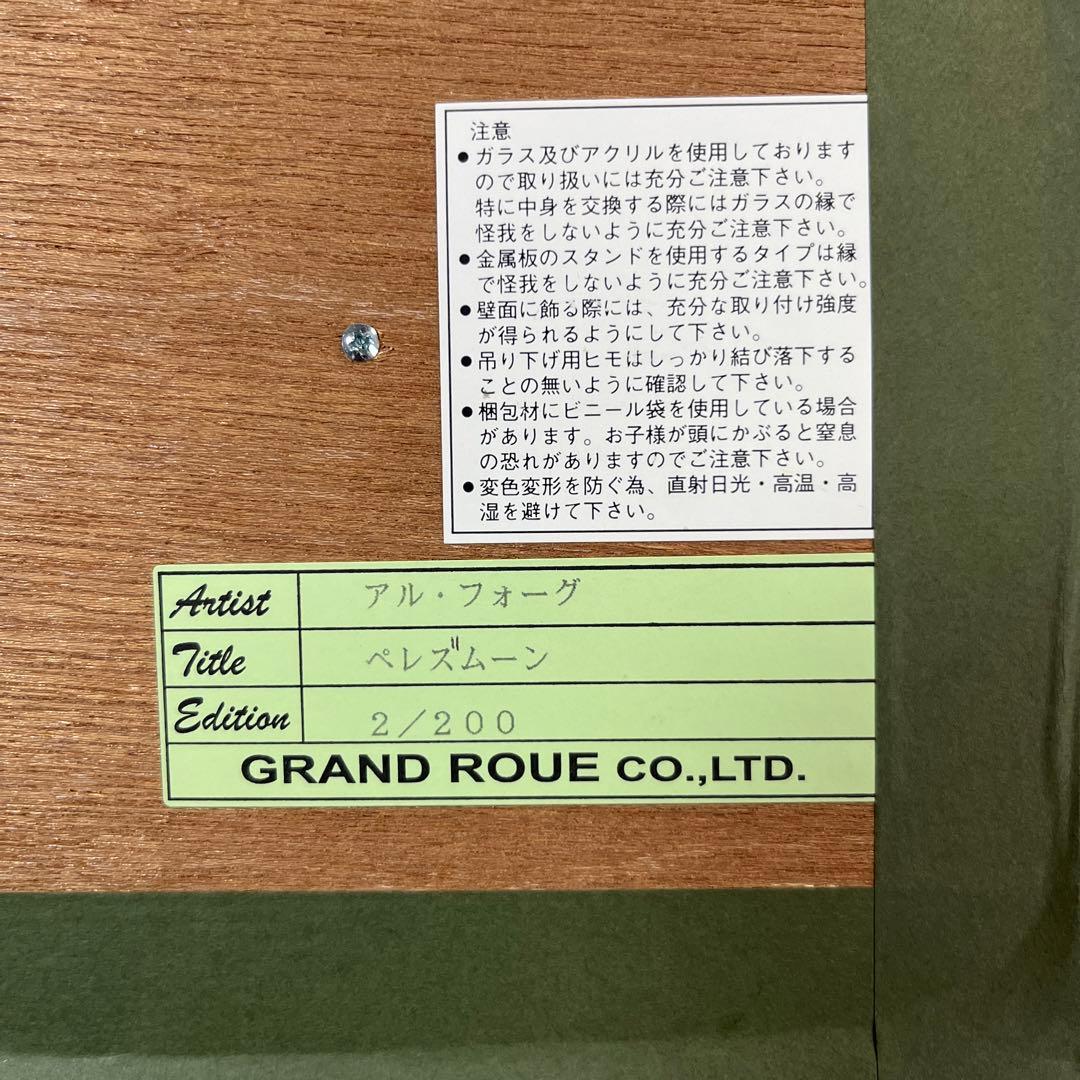 注意
●ガラス及びアクリルを使用しております
ので取り扱いには充分ご注意下さい。
特に中身を交換する際にはガラスの縁で
怪我をしないように充分ご注意下さい。
●金属板のスタンドを使用するタイプは縁
で怪我をしないように充分ご注意下さい。
●壁面に飾る際には、充分な取り付け強度
が得られるようにして下さい。
●吊り下げ用ヒモはしっかり結び落下する
ことの無いように確認して下さい。
●梱包材にビニール袋を使用している場合
があります。お子様が頭にかぶると窒息
の恐れがありますのでご注意下さい。
●変色変形を防ぐ為、直射日光・高温・高
湿を避けて下さい。
Artist アル・フォーグ
Title ペレズムーン
Edition 2/200
GRAND ROUE CO.,LTD.